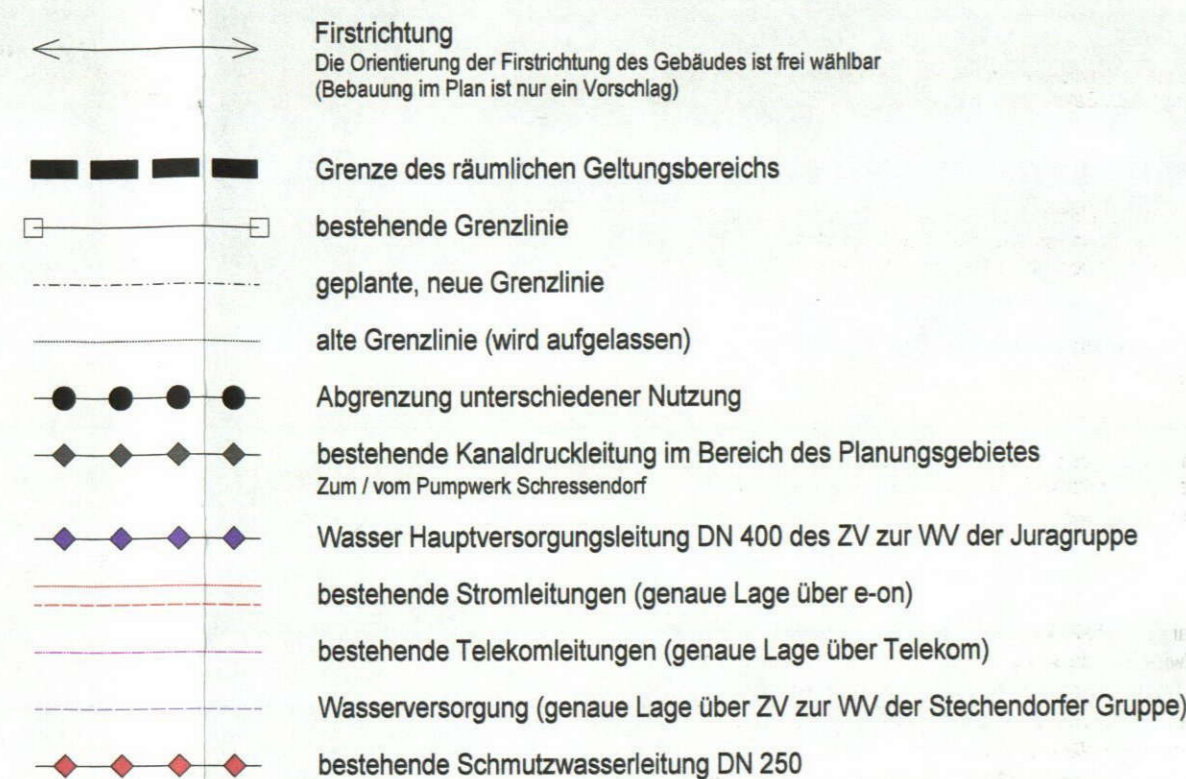 Firstrichtung
Die Orientierung der Firstrichtung des Gebäudes ist frei wählbar
(Bebauung im Plan ist nur ein Vorschlag)
Grenze des räumlichen Geltungsbereichs
bestehende Grenzlinie
geplante, neue Grenzlinie
alte Grenzlinie (wird aufgelassen)
Abgrenzung unterschiedener Nutzung
bestehende Kanaldruckleitung im Bereich des Planungsgebietes
Zum / vom Pumpwerk Schressendorf
Wasser Hauptversorgungsleitung DN 400 des ZV zur WV der Juragruppe
bestehende Stromleitungen (genaue Lage über e-on)
bestehende Telekomleitungen (genaue Lage über Telekom)
Wasserversorgung (genaue Lage über ZV zur WV der Stechendorfer Gruppe)
bestehende Schmutzwasserleitung DN 250